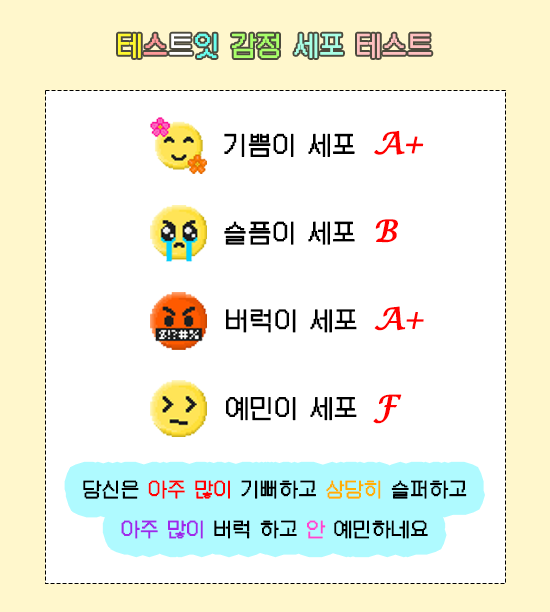 테스트잇 감정 세포 테스트
기쁨이 세포 A+
슬픔이 세포 B
버럭이 세포 A+
$!?#%
예민이 세포 F
당신은 아주 많이 기뻐하고 상당히 슬퍼하고
아주 많이 버럭 하고 안 예민하네요